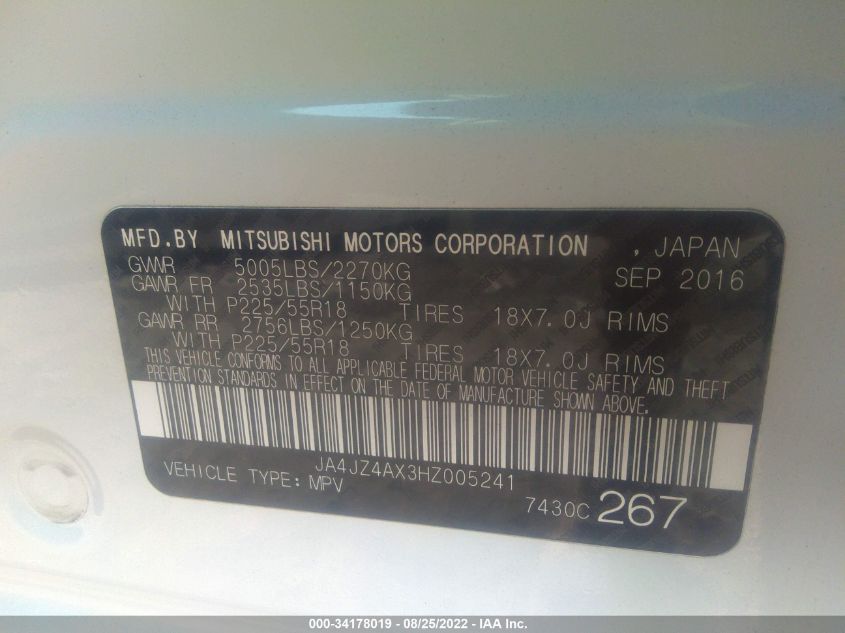 MFD.BY MITSUBISHI MOTORS CORPORATION , JAPAN
GVWR 5005LBS/2270KG SEP 2016
GAWR FR 2535LBS/1150KG
WITH P225/55R18 TIRES 18X7.0J RIMS
GAWR RR 2756LBS/1250KG
WITH P225/55R18 TIRES 18X7.0J RIMS
THIS VEHICLE CONFORMS TO ALL APPLICABLE FEDERAL MOTOR VEHICLE SAFETY AND THEFT
PREVENTION STANDARDS IN EFFECT ON THE DATE OF MANUFACTURE SHOWN ABOVE.
JA4JZ4AX3HZ005241
VEHICLE TYPE: MPV 7430C 267
000-34178019 - 08/25/2022 - IAA Inc.